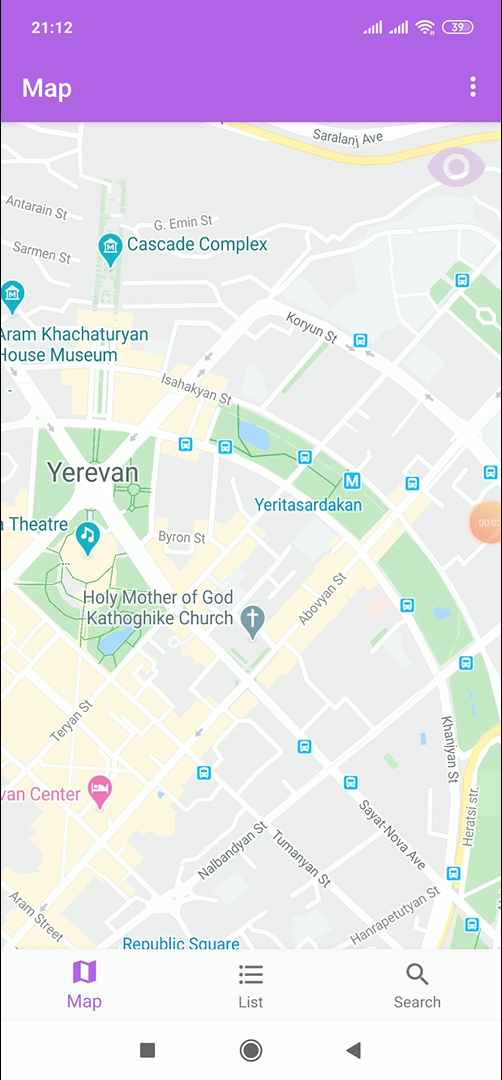 21:12
39
Map
Saralanj Ave
Antarain St
G. Emin St
Cascade Complex
Sarmen St
Koryun St
Aram Khachaturyan
House Museum
Isahakyan St
Yerevan
M
Yeritasardakan
00:02
a Theatre
Byron St
Holy Mother of God
Kathoghike Church
Abovyan St
Teryan St
Khanjyan St
van Center
Heratsi str.
Sayat-Nova Ave
Nalbandyan St
Tumanyan St
Aram Street
Hanrapetutyan St
Republic Square
Map
List
Search